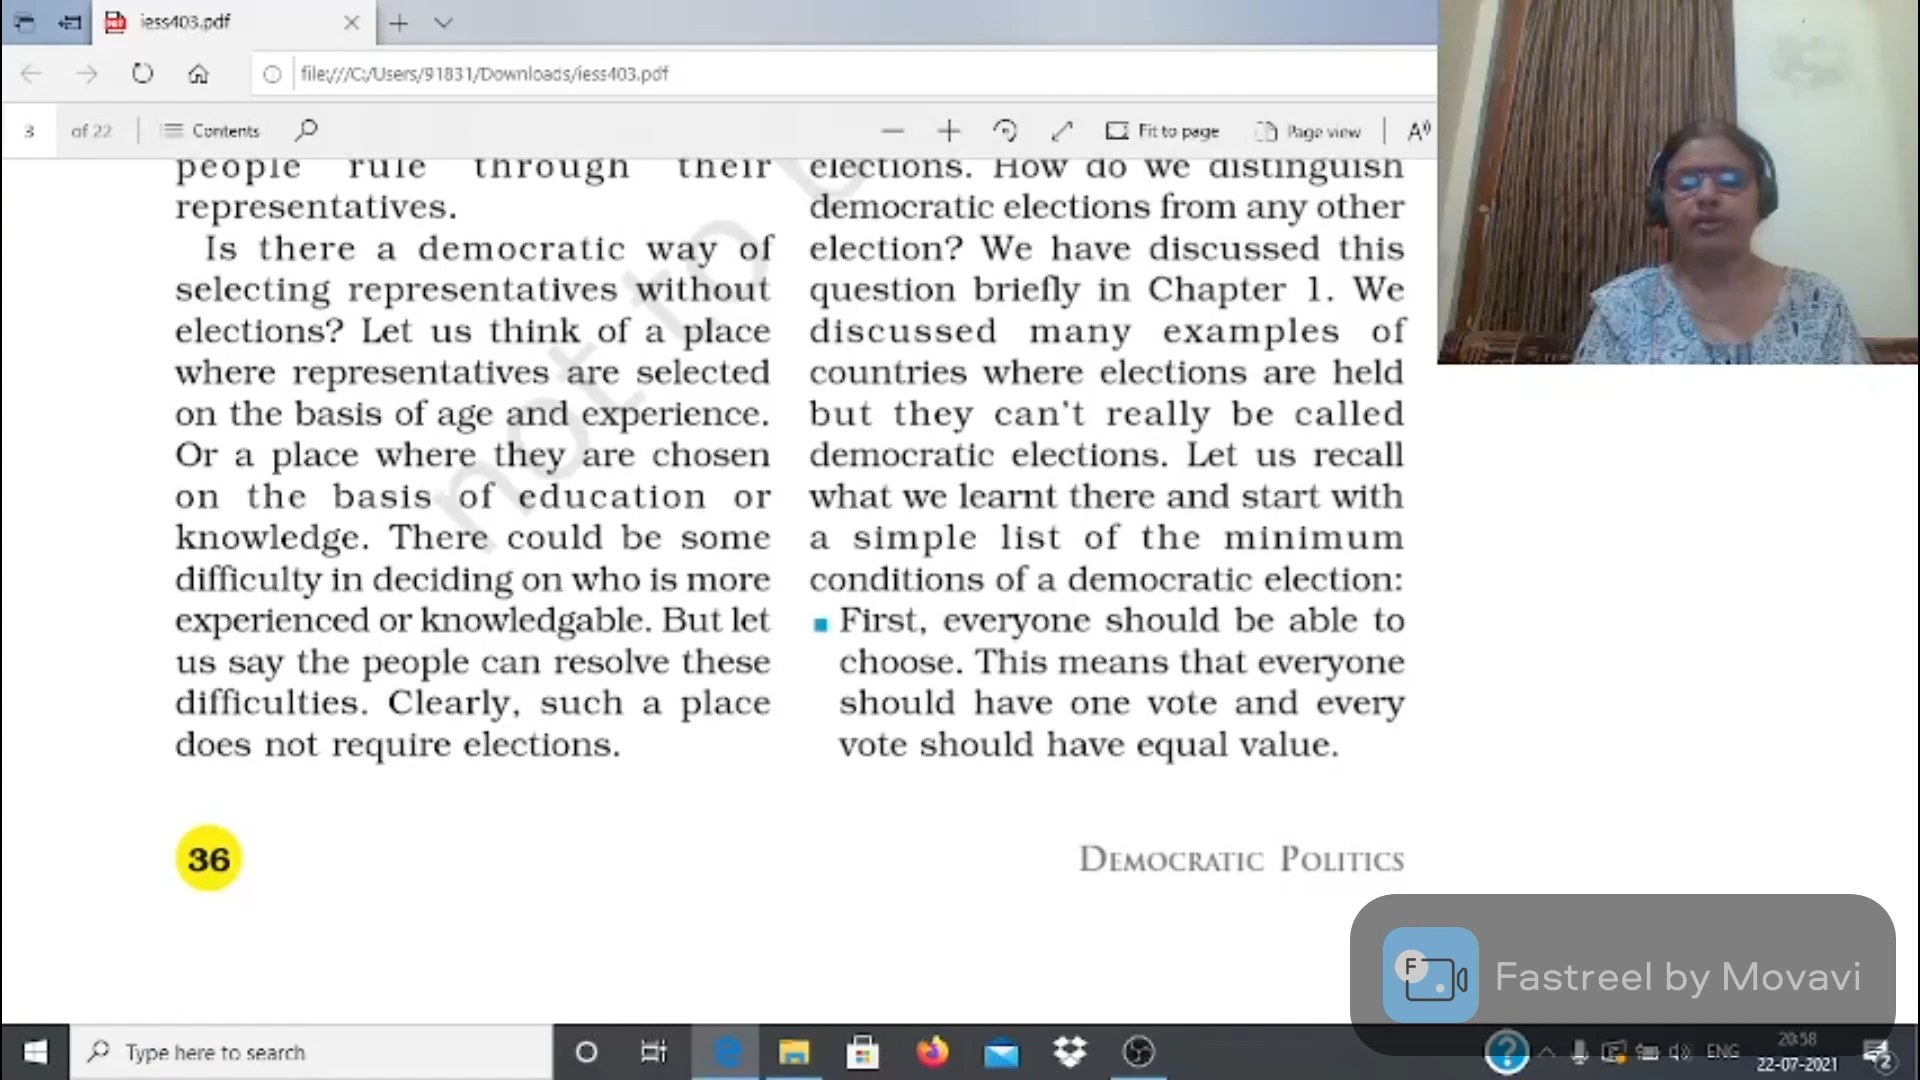 iess403.pdf
file:///C:/Users/91831/Downloads/iess403.pdf
3 of 22 Contents Fit to page Page view A
people rule through their
representatives.
Is there a democratic way of
selecting representatives without
elections? Let us think of a place
where representatives are selected
on the basis of age and experience.
Or a place where they are chosen
on the basis of education or
knowledge. There could be some
difficulty in deciding on who is more
experienced or knowledgable. But let
us say the people can resolve these
difficulties. Clearly, such a place
does not require elections.
elections. How do we distinguish
democratic elections from any other
election? We have discussed this
question briefly in Chapter 1. We
discussed many examples of
countries where elections are held
but they can't really be called
democratic elections. Let us recall
what we learnt there and start with
a simple list of the minimum
conditions of a democratic election:
▪ First, everyone should be able to
choose. This means that everyone
should have one vote and every
vote should have equal value.
not to
36
DEMOCRATIC POLITICS
F
Fastreel by Movavi
Type here to search
ENG
20:58
22-07-2021
2